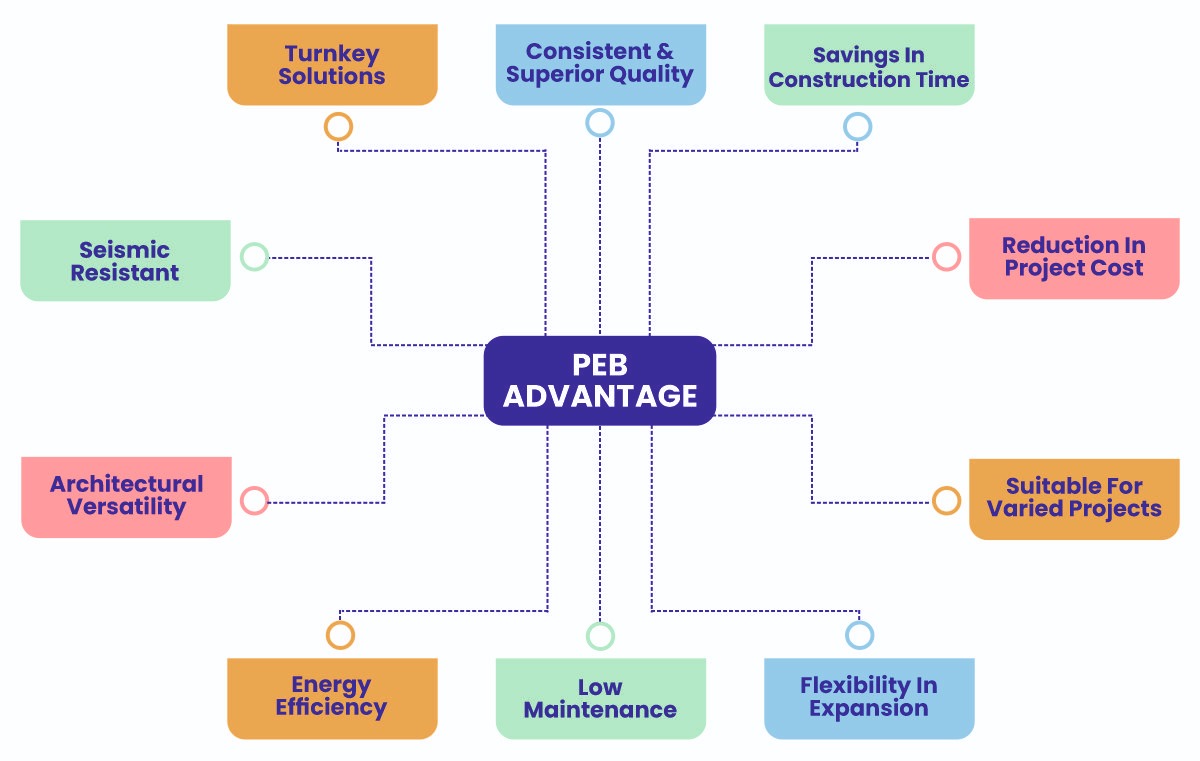 Turnkey
Solutions
Consistent &
Superior Quality
Savings In
Construction Time
Seismic
Resistant
Reduction In
Project Cost
PEB
ADVANTAGE
Architectural
Versatility
Suitable For
Varied Projects
Energy
Efficiency
Low
Maintenance
Flexibility In
Expansion